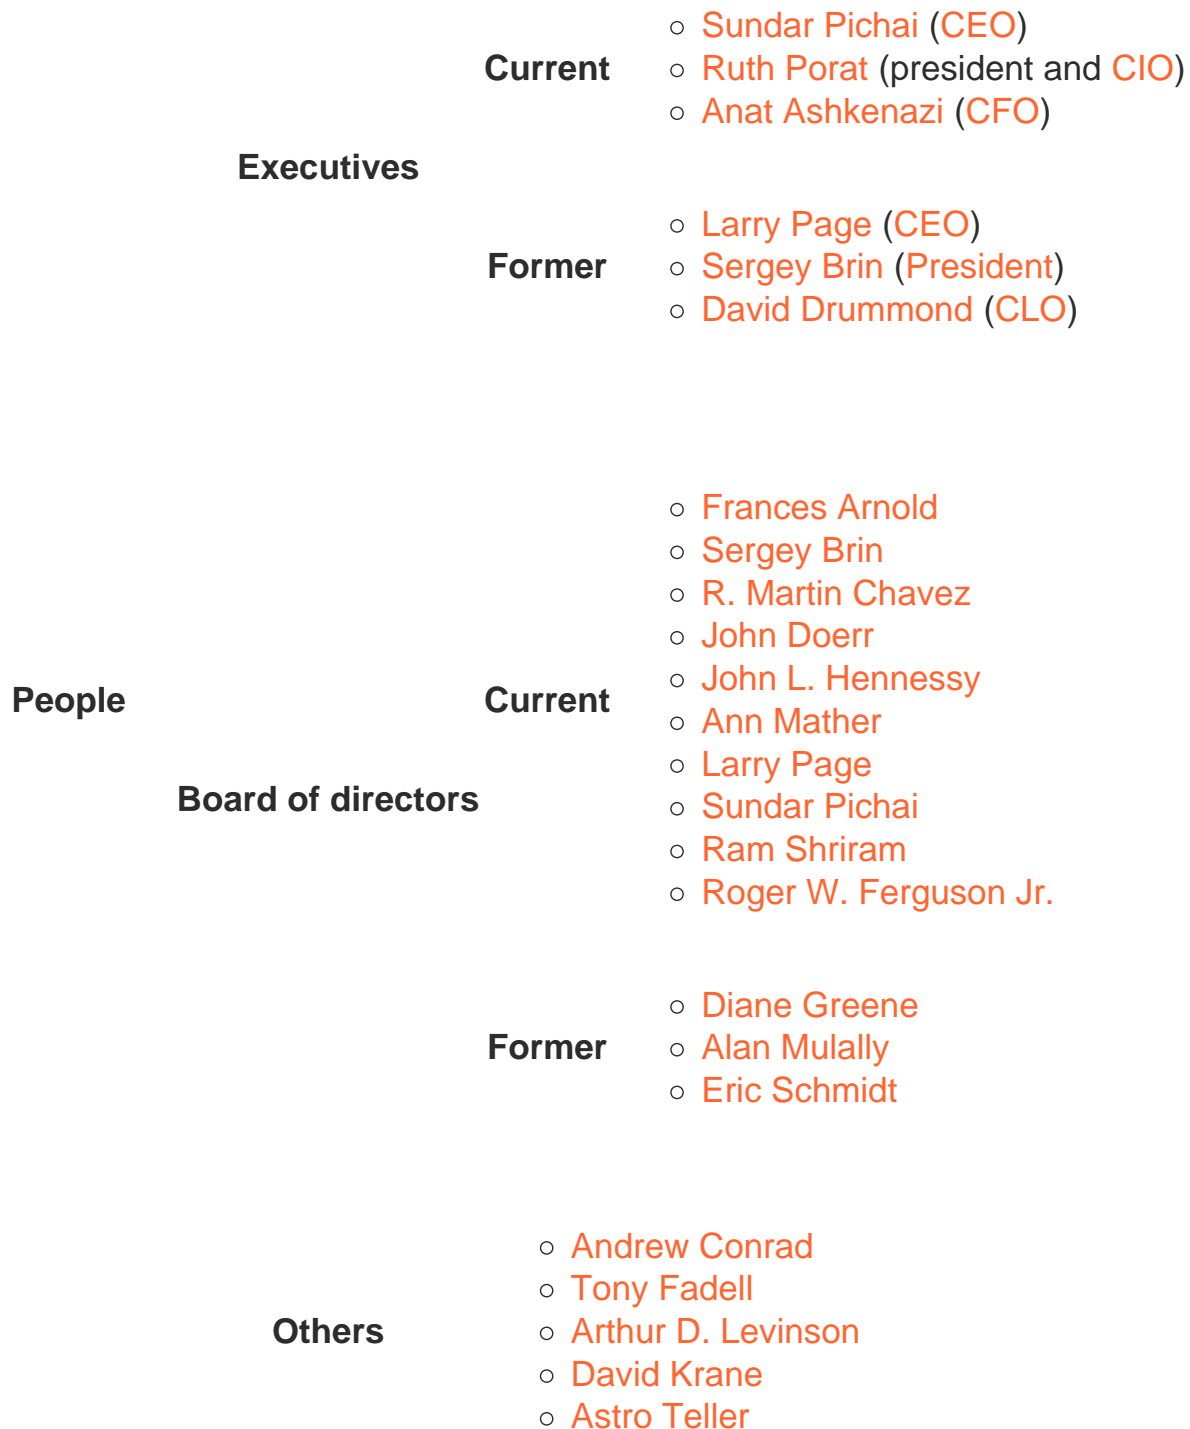 People
Executives
Current
○ Sundar Pichai (CEO)
○ Ruth Porat (president and CIO)
○ Anat Ashkenazi (CFO)
Former
○ Larry Page (CEO)
○ Sergey Brin (President)
○ David Drummond (CLO)
Board of directors
Current
○ Frances Arnold
○ Sergey Brin
○ R. Martin Chavez
○ John Doerr
○ John L. Hennessy
○ Ann Mather
○ Larry Page
○ Sundar Pichai
○ Ram Shriram
○ Roger W. Ferguson Jr.
Former
○ Diane Greene
○ Alan Mulally
○ Eric Schmidt
Others
○ Andrew Conrad
○ Tony Fadell
○ Arthur D. Levinson
○ David Krane
○ Astro Teller